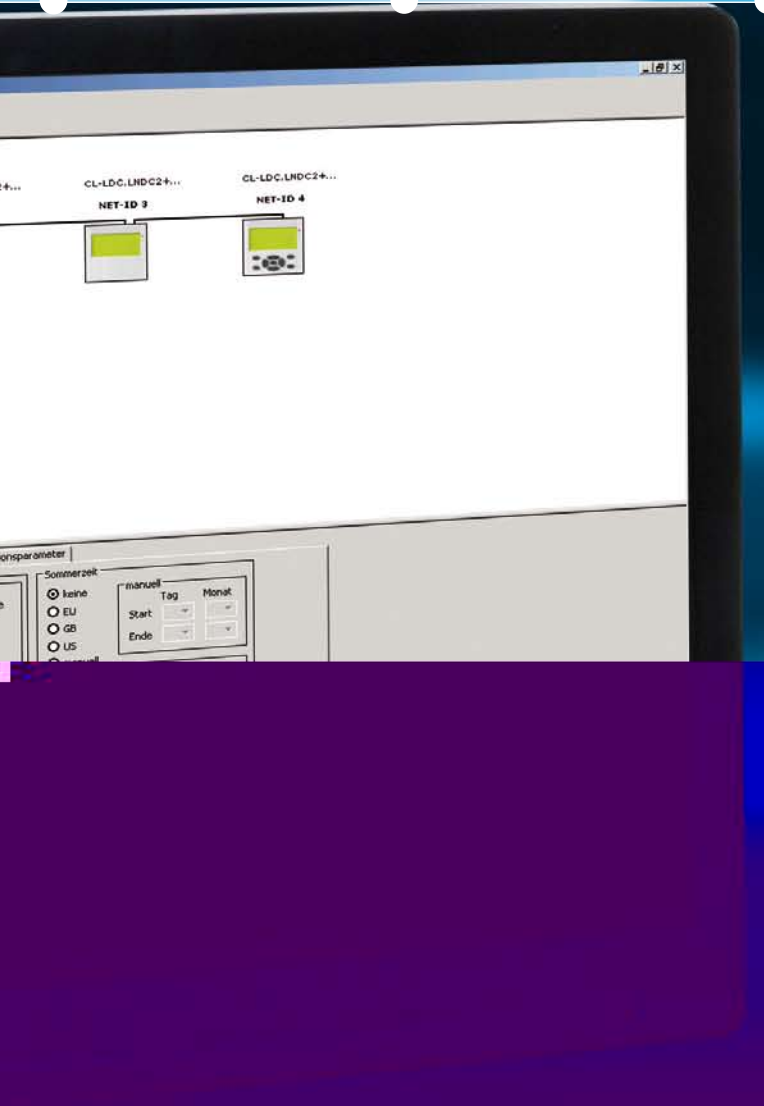 CL-LDC.LNDC2+...
CL-LDC.LNDC2+...
NET-ID 3
NET-ID 4
Sommerzeit
keine
EU
GB
US
manuell
Tag
Monat
Start
Ende